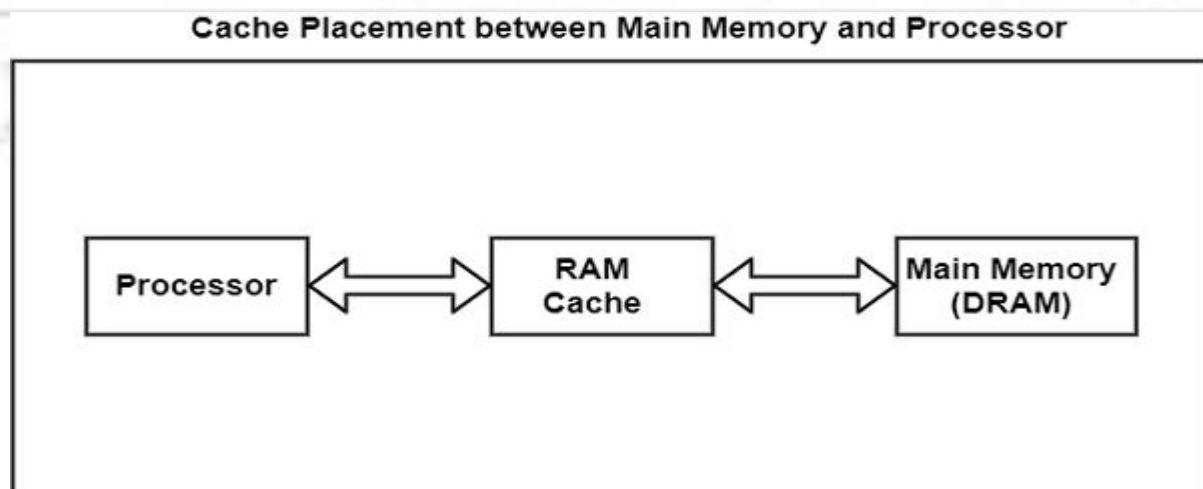 Cache Placement between Main Memory and Processor
Processor
RAM
Cache
Main Memory
(DRAM)